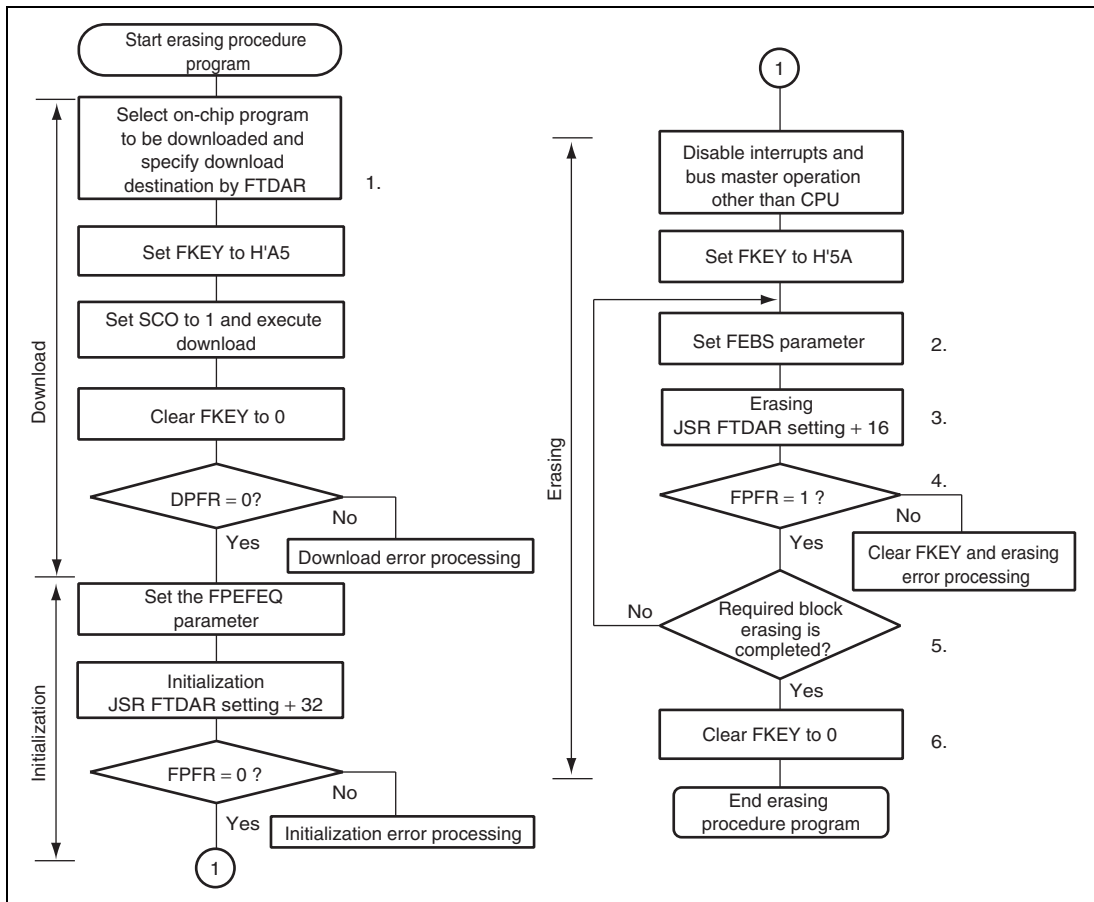 Start erasing procedure
program
Select on-chip program
to be downloaded and
specify download
destination by FTDAR
1.
Set FKEY to H'A5
Set SCO to 1 and execute
download
Clear FKEY to 0
DPFR = 0?
No
Yes
Download error processing
Download
Set the FPEFEQ
parameter
Initialization
JSR FTDAR setting + 32
FPFR = 0 ?
No
Yes
Initialization error processing
Initialization
1
1
Disable interrupts and
bus master operation
other than CPU
Set FKEY to H'5A
Set FEBS parameter
2.
Erasing
JSR FTDAR setting + 16
3.
4.
FPFR = 1 ?
No
Yes
Clear FKEY and erasing
error processing
Erasing
No
Required block
erasing is
completed?
5.
Yes
Clear FKEY to 0
6.
End erasing
procedure program